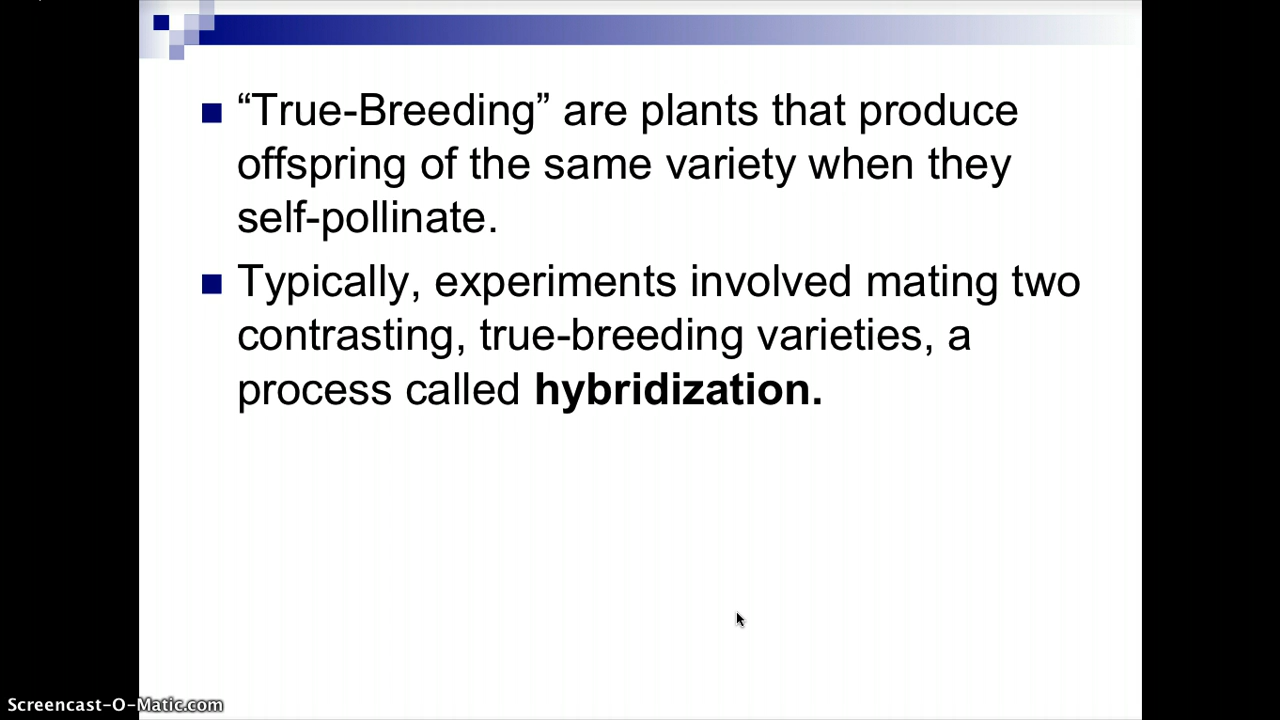 “True-Breeding” are plants that produce
offspring of the same variety when they
self-pollinate.
Typically, experiments involved mating two
contrasting, true-breeding varieties, a
process called hybridization.
Screencast-O-Matic.com